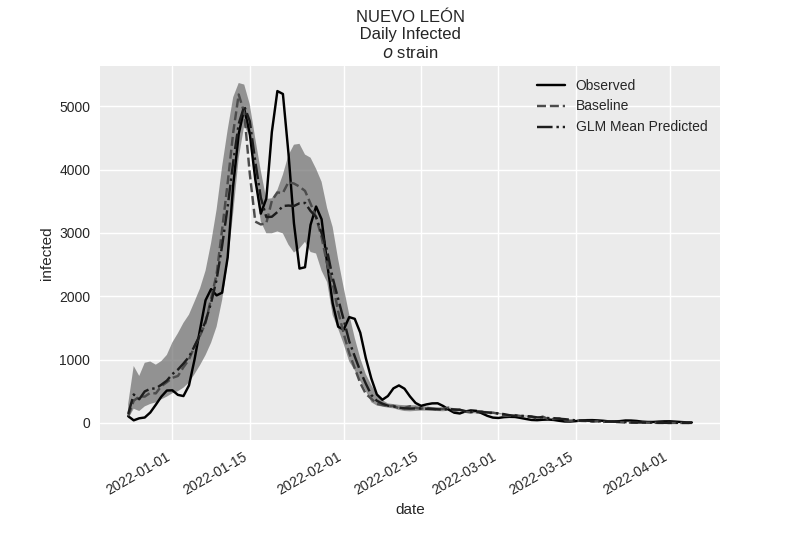 NUEVO LEÓN
Daily Infected
o strain
Observed
Baseline
GLM Mean Predicted
5000
4000
3000
2000
1000
0
infected
2022-01-01
2022-01-15
2022-02-01
2022-02-15
2022-03-01
2022-03-15
2022-04-01
date